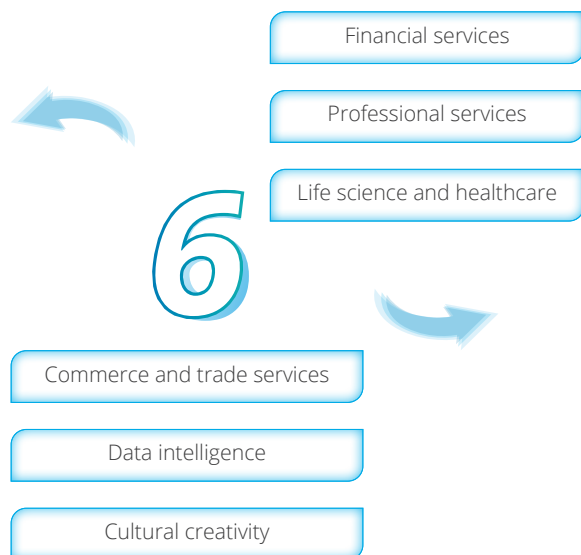 Financial services
Professional services
Life science and healthcare
6
Commerce and trade services
Data intelligence
Cultural creativity